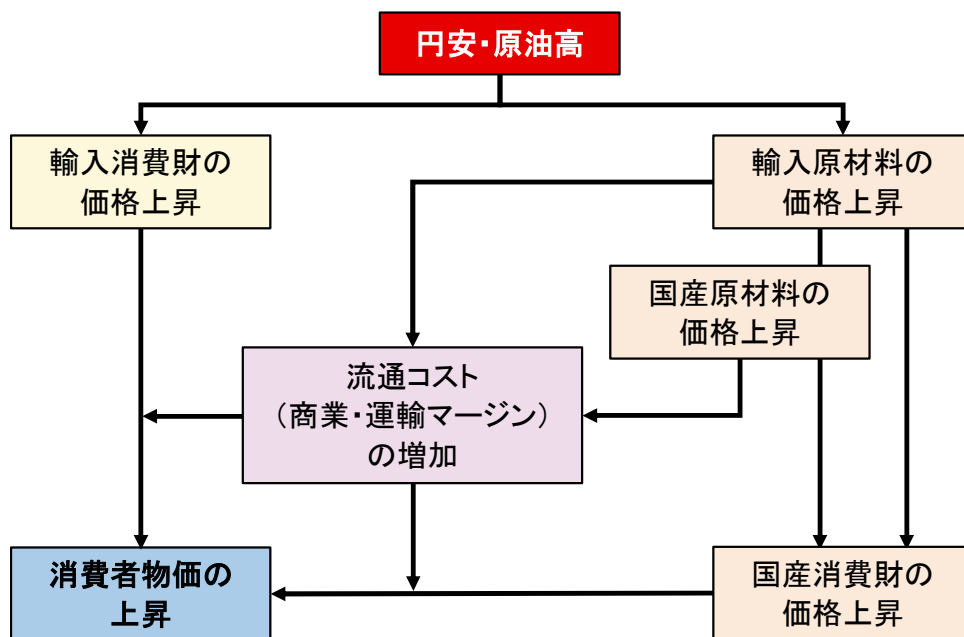 円安・原油高
輸入消費財の
価格上昇
輸入原材料の
価格上昇
国産原材料の
価格上昇
流通コスト
(商業・運輸マージン)
の増加
消費者物価の
上昇
国産消費財の
価格上昇